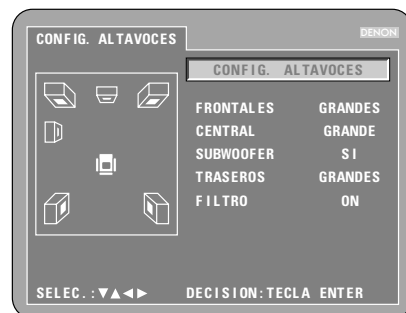 CONFIG. ALTAVOCES
DENON
CONFIG. ALTAVOCES
FRONTALES GRANDES
CENTRAL GRANDE
SUBWOOFER SI
TRASEROS GRANDES
FILTRO ON
SELEC.:▼▲◄► DECISION:TECLA ENTER